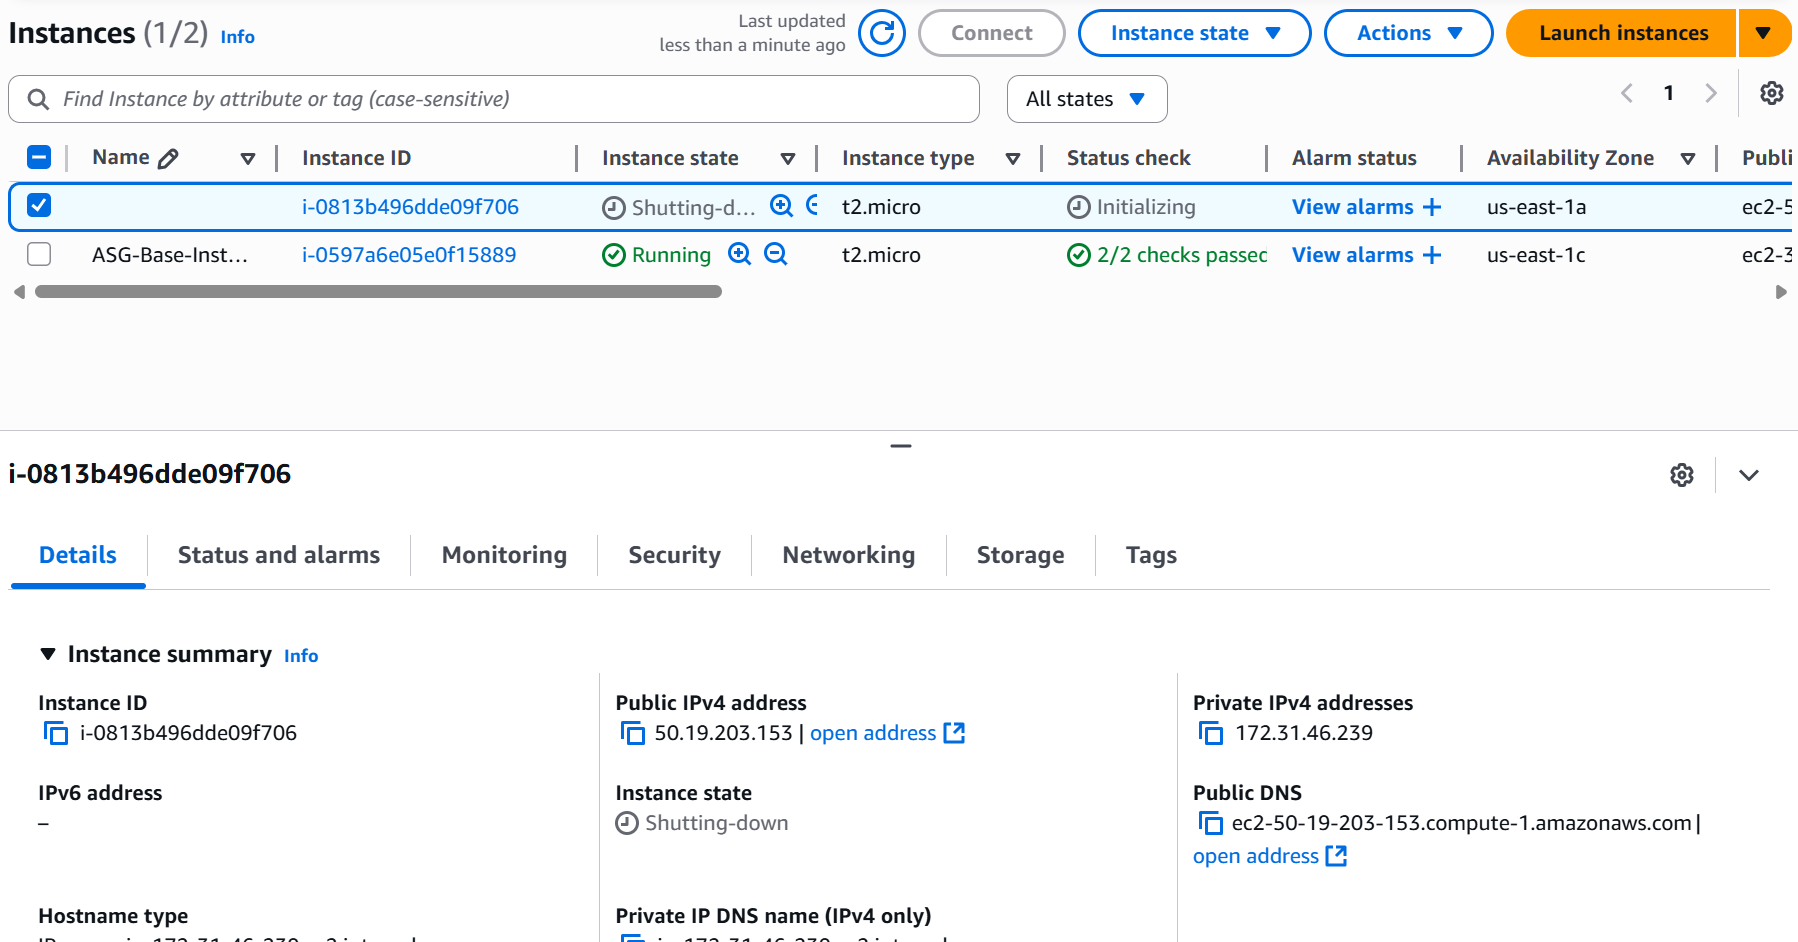 Instances (1/2) Info
Last updated
less than a minute ago
Connect
Instance state
Actions
Launch instances
Find Instance by attribute or tag (case-sensitive)
All states
1
Name Instance ID Instance state Instance type Status check Alarm status Availability Zone Publi
i-0813b496dde09f706 Shutting-d... t2.micro Initializing View alarms + us-east-1a ec2-5
ASG-Base-Inst... i-0597a6e05e0f15889 Running t2.micro 2/2 checks passed View alarms + us-east-1c ec2-3
i-0813b496dde09f706
Details Status and alarms Monitoring Security Networking Storage Tags
Instance summary Info
Instance ID
i-0813b496dde09f706
Public IPv4 address
50.19.203.153 | open address
Private IPv4 addresses
172.31.46.239
IPv6 address
–
Instance state
Shutting-down
Public DNS
ec2-50-19-203-153.compute-1.amazonaws.com |
open address
Hostname type
Private IP DNS name (IPv4 only)